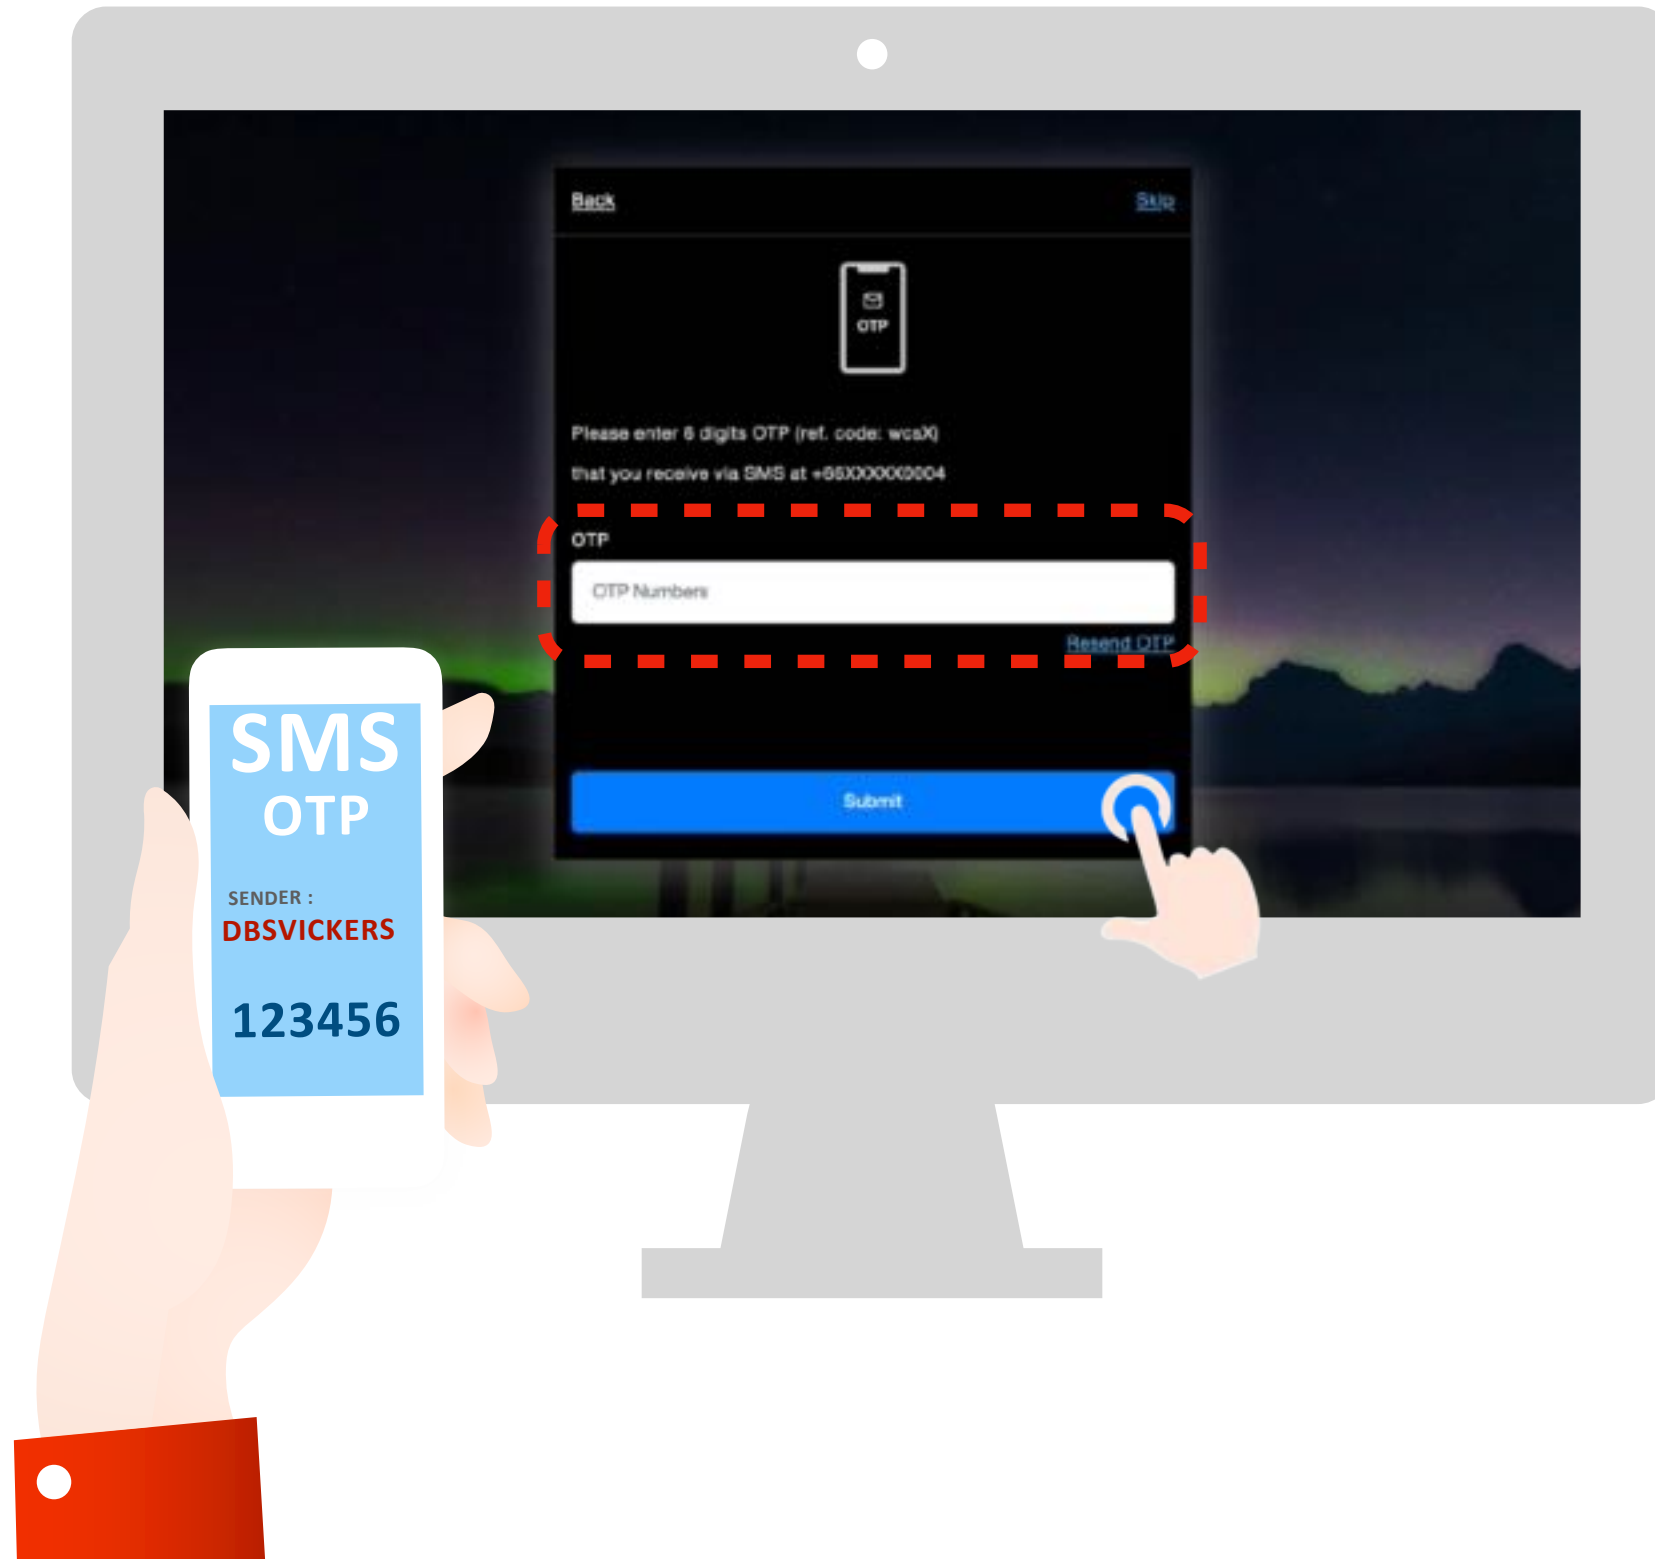 Back
Skip
OTP
Please enter 6 digits OTP (ref. code: wcsX)
that you receive via SMS at
OTP
OTP Numbers
Resend OTP
Submit
SMS
OTP
SENDER :
DBSVICKERS
123456